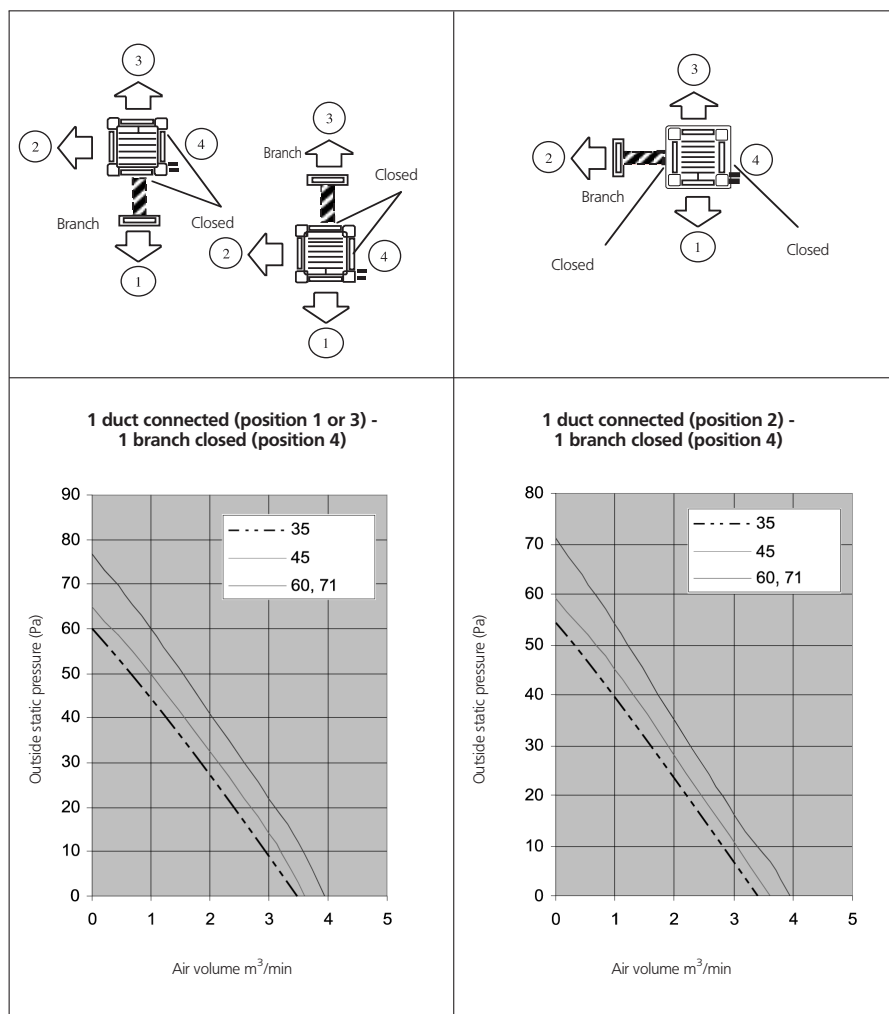 3
2
4
Branch
Closed
1
3
Branch
Closed
2
4
1
3
2
4
Branch
1
Closed
Closed
1 duct connected (position 1 or 3) -
1 branch closed (position 4)
90
80
70
60
50
40
30
20
10
0
0 1 2 3 4 5
35
45
60, 71
Outside static pressure (Pa)
Air volume m³/min
1 duct connected (position 2) -
1 branch closed (position 4)
80
70
60
50
40
30
20
10
0
0 1 2 3 4 5
35
45
60, 71
Outside static pressure (Pa)
Air volume m³/min